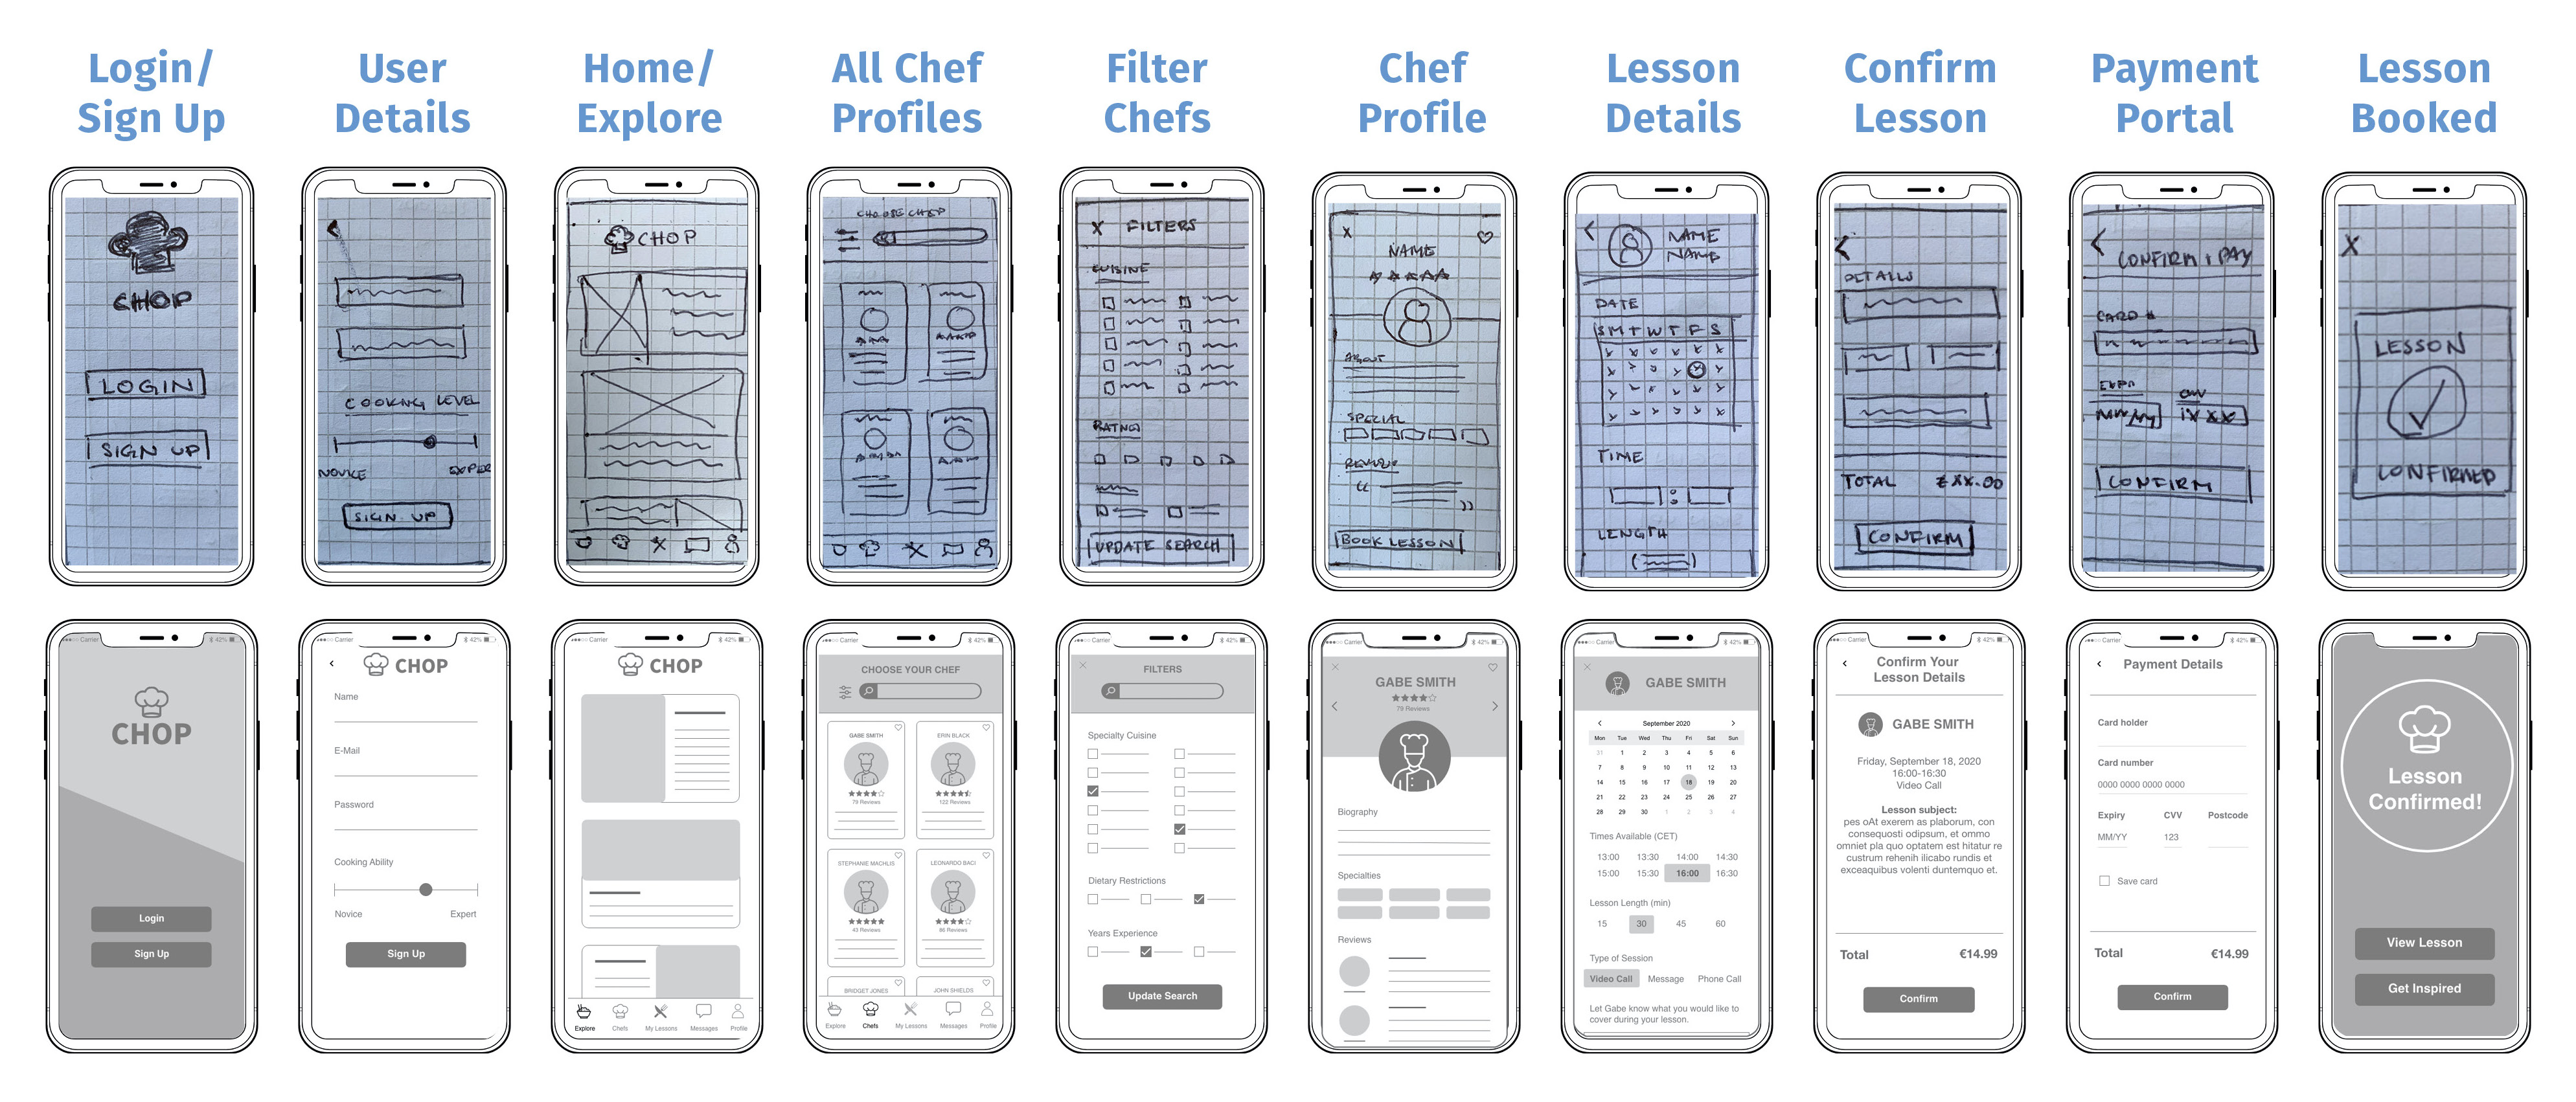 Login/
Sign Up
User
Details
Home/
Explore
All Chef
Profiles
Filter
Chefs
Chef
Profile
Lesson
Details
Confirm
Lesson
Payment
Portal
Lesson
Booked
CHOP
LOGIN
SIGN UP
COOKING LEVEL
NOVICE
SIGN UP
CHOP
CHOOSE CHEF
X FILTERS
CUISINE
RATING
UPDATE SEARCH
X
NAME
ABOUT
SPECIAL
REVIEW
BOOK LESSON
NAME
NAME
DATE
S M T W T F S
TIME
LENGTH
DETAILS
TOTAL £XX.00
CONFIRM
CONFIRM + PAY
CARD #
CONFIRM
X
LESSON
CONFIRMED
Carrier 42%
CHOP
Login
Sign Up
Carrier 42%
CHOP
Name
E-Mail
Password
Cooking Ability
Novice Expert
Sign Up
Carrier 42%
CHOP
Explore Chefs My Lessons Messages Profile
Carrier 42%
CHOOSE YOUR CHEF
GABE SMITH ERIN BLACK
79 Reviews 122 Reviews
STEPHANIE MACHLIS LEONARDO BACI
43 Reviews 86 Reviews
BRIDGET JONES JOHN SHIELDS
Explore Chefs My Lessons Messages Profile
Carrier 42%
FILTERS
Specialty Cuisine
Dietary Restrictions
Years Experience
Update Search
Carrier 42%
GABE SMITH
79 Reviews
Biography
Specialties
Reviews
Carrier 42%
GABE SMITH
September 2020
Mon Tue Wed Thu Fri Sat Sun
31 1 2 3 4 5 6
7 8 9 10 11 12 13
14 15 16 17 18 19 20
21 22 23 24 25 26 27
28 29 30 1 2 3 4
Times Available (CET)
13:00 13:30 14:00 14:30
15:00 15:30 16:00 16:30
Lesson Length (min)
15 30 45 60
Type of Session
Video Call Message Phone Call
Let Gabe know what you would like to
cover during your lesson.
Carrier 42%
Confirm Your
Lesson Details
GABE SMITH
Friday, September 18, 2020
16:00-16:30
Video Call
Lesson subject:
pes oAt exerem as plaborum, con
consequosti odipsum, et ommo
omniet pla quo optatem est hitatur re
custrum rehenih ilicabo rundis et
exceaquibus volenti duntemquo et.
Total €14.99
Confirm
Carrier 42%
Payment Details
Card holder
Card number
0000 0000 0000 0000
Expiry CVV Postcode
MM/YY 123
Save card
Total €14.99
Confirm
Lesson
Confirmed!
View Lesson
Get Inspired